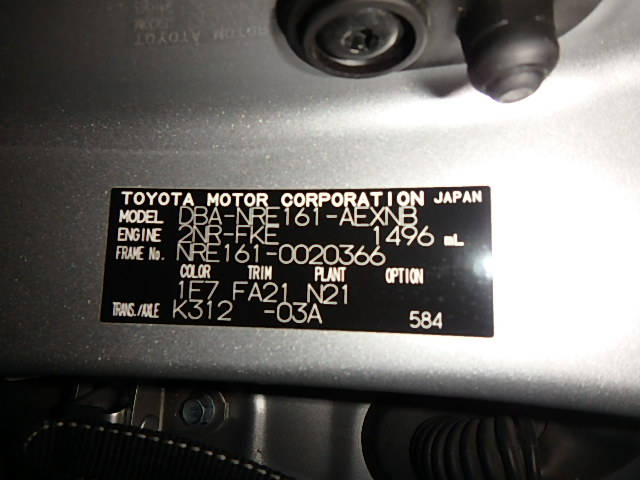 TOYOTA MOTOR CORPORATION JAPAN
MODEL DBA-NRE161-AEXNB
ENGINE 2NR-FKE 1496 mL
FRAME No. NRE161-0020366
COLOR TRIM PLANT OPTION
1F7 FA21 N21
TRANS./AXLE K312 -03A
584